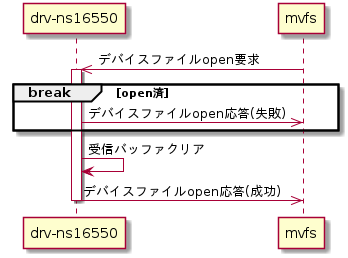 drv-ns16550 mvfs
デバイスファイルopen要求
break [open済]
デバイスファイルopen応答(失敗)
受信バッファクリア
デバイスファイルopen応答(成功)
drv-ns16550 mvfs